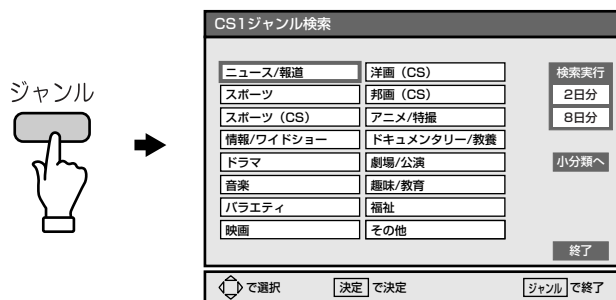 ジャンル
CS1ジャンル検索
ニュース/報道
洋画（CS）
検索実行
スポーツ
邦画（CS）
2日分
スポーツ（CS）
アニメ/特撮
8日分
情報/ワイドショー
ドキュメンタリー/教養
ドラマ
劇場/公演
小分類へ
音楽
趣味/教育
バラエティ
福祉
映画
その他
終了
で選択 決定 で決定 ジャンル で終了